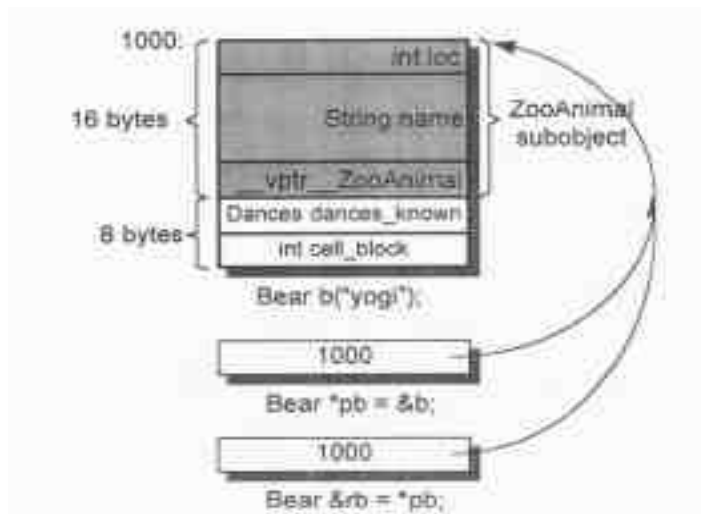 1000:
int loc
16 bytes
String name
ZooAnimal
subobject
__vptr__ZooAnimal
Dances dances_known
8 bytes
int cell_block
Bear b("yogi");
1000
Bear *pb = &b;
1000
Bear &rb = *pb;